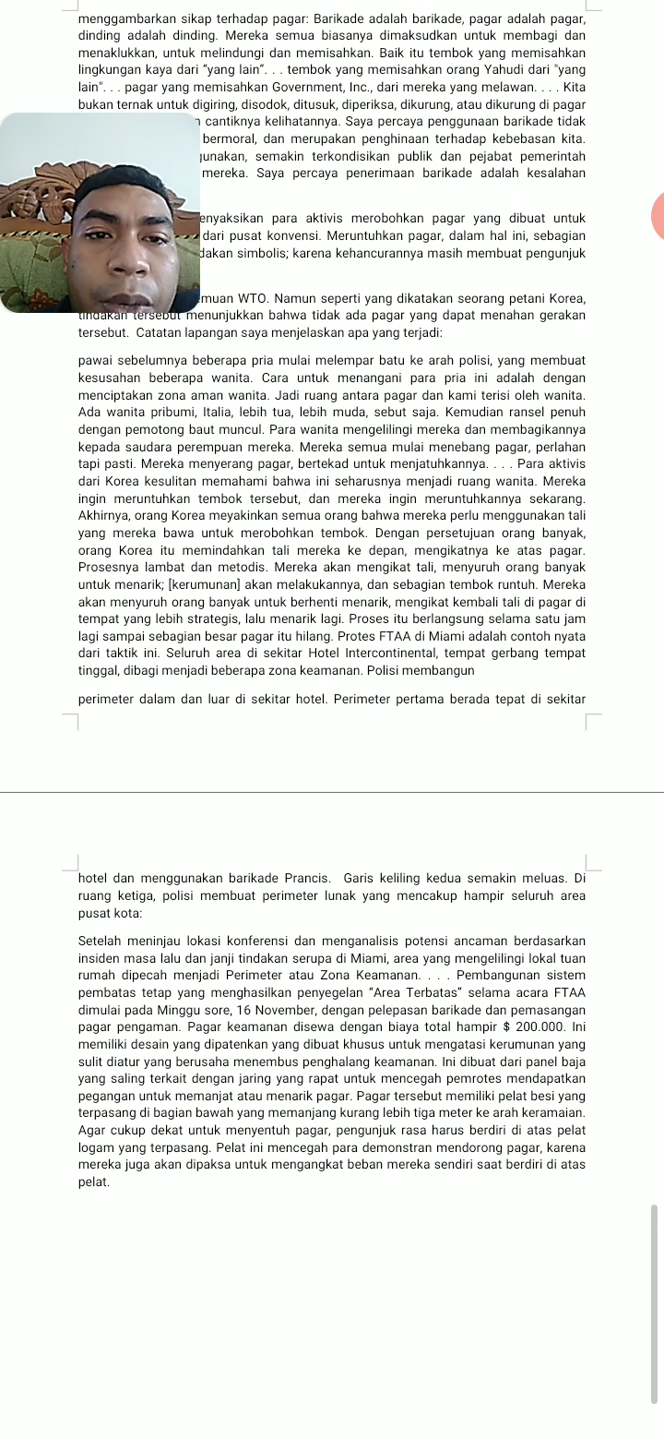 menggambarkan sikap terhadap pagar: Barikade adalah barikade, pagar adalah pagar,
dinding adalah dinding. Mereka semua biasanya dimaksudkan untuk membagi dan
menaklukkan, untuk melindungi dan memisahkan. Baik itu tembok yang memisahkan
lingkungan kaya dari “yang lain”. . . tembok yang memisahkan orang Yahudi dari "yang
lain". . . pagar yang memisahkan Government, Inc., dari mereka yang melawan. . . . Kita
bukan ternak untuk digiring, disodok, ditusuk, diperiksa, dikurung, atau dikurung di pagar
cantiknya kelihatannya. Saya percaya penggunaan barikade tidak
bermoral, dan merupakan penghinaan terhadap kebebasan kita.
gunakan, semakin terkondisikan publik dan pejabat pemerintah
mereka. Saya percaya penerimaan barikade adalah kesalahan
enyaksikan para aktivis merobohkan pagar yang dibuat untuk
dari pusat konvensi. Meruntuhkan pagar, dalam hal ini, sebagian
dakan simbolis; karena kehancurannya masih membuat pengunjuk
emuan WTO. Namun seperti yang dikatakan seorang petani Korea,
tindakan tersebut menunjukkan bahwa tidak ada pagar yang dapat menahan gerakan
tersebut. Catatan lapangan saya menjelaskan apa yang terjadi:
pawai sebelumnya beberapa pria mulai melempar batu ke arah polisi, yang membuat
kesusahan beberapa wanita. Cara untuk menangani para pria ini adalah dengan
menciptakan zona aman wanita. Jadi ruang antara pagar dan kami terisi oleh wanita.
Ada wanita pribumi, Italia, lebih tua, lebih muda, sebut saja. Kemudian ransel penuh
dengan pemotong baut muncul. Para wanita mengelilingi mereka dan membagikannya
kepada saudara perempuan mereka. Mereka semua mulai menebang pagar, perlahan
tapi pasti. Mereka menyerang pagar, bertekad untuk menjatuhkannya. . . . Para aktivis
dari Korea kesulitan memahami bahwa ini seharusnya menjadi ruang wanita. Mereka
ingin meruntuhkan tembok tersebut, dan mereka ingin meruntuhkannya sekarang.
Akhirnya, orang Korea meyakinkan semua orang bahwa mereka perlu menggunakan tali
yang mereka bawa untuk merobohkan tembok. Dengan persetujuan orang banyak,
orang Korea itu memindahkan tali mereka ke depan, mengikatnya ke atas pagar.
Prosesnya lambat dan metodis. Mereka akan mengikat tali, menyuruh orang banyak
untuk menarik; [kerumunan] akan melakukannya, dan sebagian tembok runtuh. Mereka
akan menyuruh orang banyak untuk berhenti menarik, mengikat kembali tali di pagar di
tempat yang lebih strategis, lalu menarik lagi. Proses itu berlangsung selama satu jam
lagi sampai sebagian besar pagar itu hilang. Protes FTAA di Miami adalah contoh nyata
dari taktik ini. Seluruh area di sekitar Hotel Intercontinental, tempat gerbang tempat
tinggal, dibagi menjadi beberapa zona keamanan. Polisi membangun
perimeter dalam dan luar di sekitar hotel. Perimeter pertama berada tepat di sekitar
hotel dan menggunakan barikade Prancis. Garis keliling kedua semakin meluas. Di
ruang ketiga, polisi membuat perimeter lunak yang mencakup hampir seluruh area
pusat kota:
Setelah meninjau lokasi konferensi dan menganalisis potensi ancaman berdasarkan
insiden masa lalu dan janji tindakan serupa di Miami, area yang mengelilingi lokal tuan
rumah dipecah menjadi Perimeter atau Zona Keamanan. . . . Pembangunan sistem
pembatas tetap yang menghasilkan penyegelan “Area Terbatas” selama acara FTAA
dimulai pada Minggu sore, 16 November, dengan pelepasan barikade dan pemasangan
pagar pengaman. Pagar keamanan disewa dengan biaya total hampir $ 200.000. Ini
memiliki desain yang dipatenkan yang dibuat khusus untuk mengatasi kerumunan yang
sulit diatur yang berusaha menembus penghalang keamanan. Ini dibuat dari panel baja
yang saling terkait dengan jaring yang rapat untuk mencegah pemrotes mendapatkan
pegangan untuk memanjat atau menarik pagar. Pagar tersebut memiliki pelat besi yang
terpasang di bagian bawah yang memanjang kurang lebih tiga meter ke arah keramaian.
Agar cukup dekat untuk menyentuh pagar, pengunjuk rasa harus berdiri di atas pelat
logam yang terpasang. Pelat ini mencegah para demonstran mendorong pagar, karena
mereka juga akan dipaksa untuk mengangkat beban mereka sendiri saat berdiri di atas
pelat.